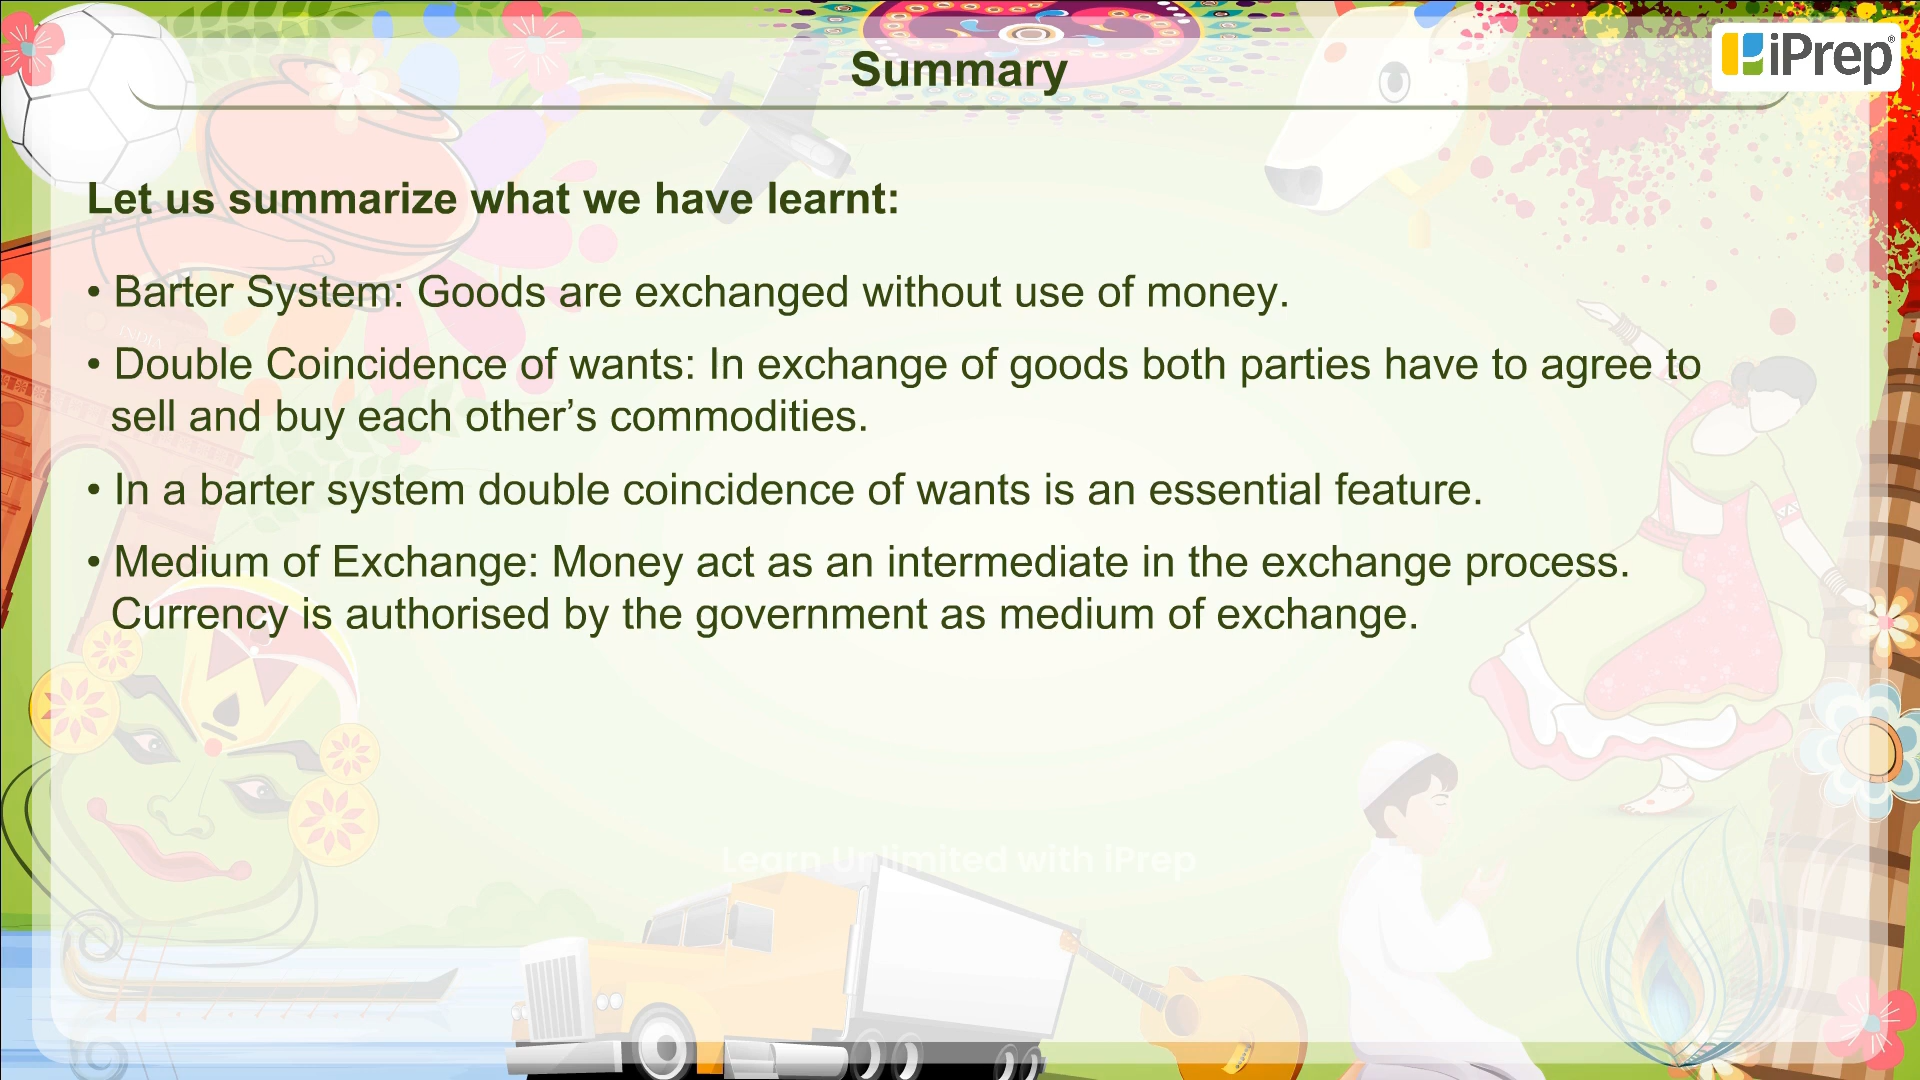 Summary
iPrep®
Let us summarize what we have learnt:
• Barter System: Goods are exchanged without use of money.
• Double Coincidence of wants: In exchange of goods both parties have to agree to
sell and buy each other’s commodities.
• In a barter system double coincidence of wants is an essential feature.
• Medium of Exchange: Money act as an intermediate in the exchange process.
Currency is authorised by the government as medium of exchange.
INDIA
Learn Unlimited with iPrep